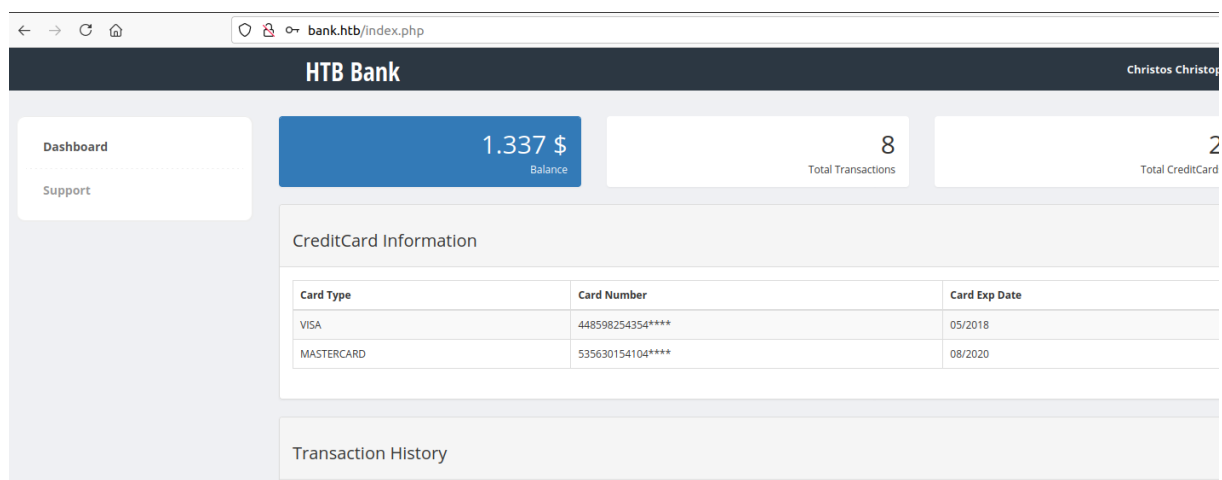 bank.htb/index.php
HTB Bank
Christos Christop
Dashboard
Support
1.337 $
Balance
8
Total Transactions
2
Total CreditCard
CreditCard Information
Card Type Card Number Card Exp Date
VISA 448598254354**** 05/2018
MASTERCARD 535630154104**** 08/2020
Transaction History